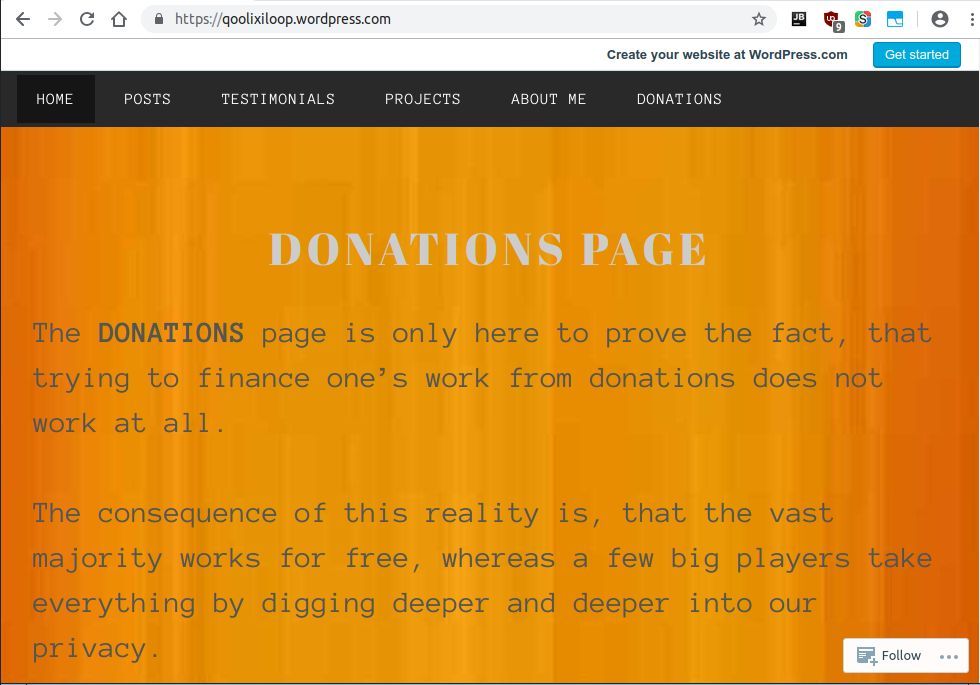 https://qoolixiloop.wordpress.com
JB
9
S
Create your website at WordPress.com
Get started
HOME POSTS TESTIMONIALS PROJECTS ABOUT ME DONATIONS
DONATIONS PAGE
The DONATIONS page is only here to prove the fact, that
trying to finance one’s work from donations does not
work at all.
The consequence of this reality is, that the vast
majority works for free, whereas a few big players take
everything by digging deeper and deeper into our
privacy.
Follow